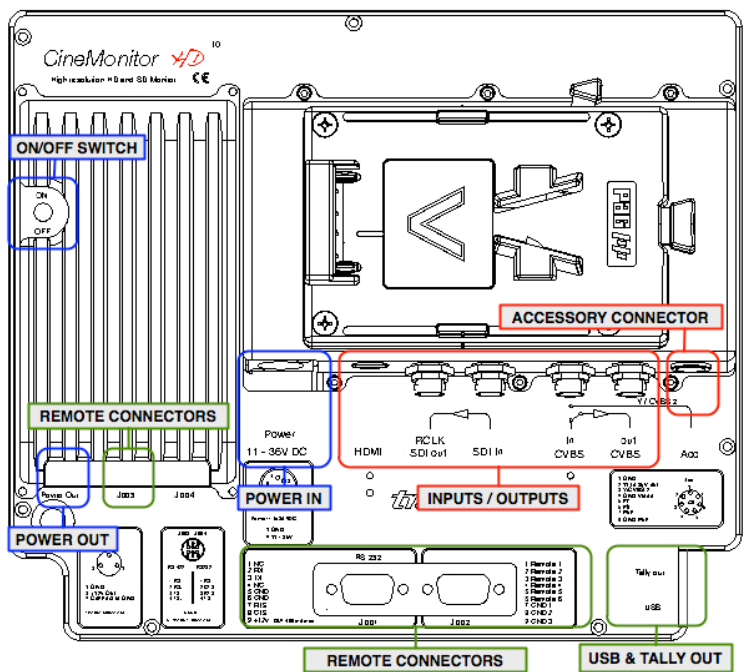 CineMonitor HD 10
High resolution HD and SD Monitor CE
ON/OFF SWITCH
ON
OFF
ACCESSORY CONNECTOR
Y / CVBS 2
REMOTE CONNECTORS
Power
11 - 36V DC
HDMI
RCLK
SDI out
SDI In
In
CVBS
Out
CVBS
Acc
Power Out
J003
J004
POWER IN
INPUTS / OUTPUTS
POWER OUT
J003 J004
RS 232
1 NC
2 RX
3 TX
4 NC
5 GND
6 GND
7 RTS
8 CTS
J001
J002
1 Remote 1
2 Remote 2
3 Remote 3
4 Remote 4
5 Remote 5
6 Remote 6
7 GND 1
8 GND 2
9 GND 3
Tally out
USB
REMOTE CONNECTORS
USB & TALLY OUT